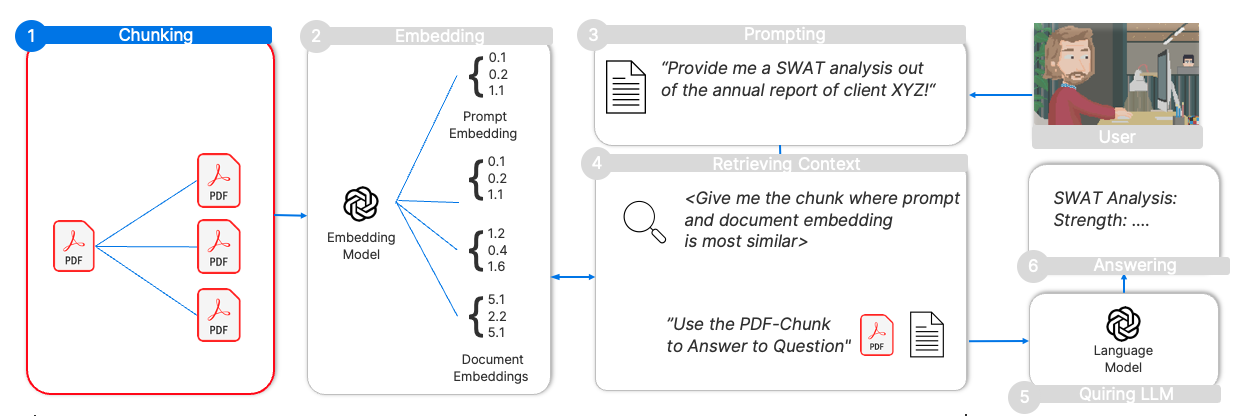 1
Chunking
PDF
PDF
PDF
PDF
2
Embedding
0.1
0.2
1.1
Prompt
Embedding
0.1
0.2
1.1
Embedding
Model
1.2
0.4
1.6
5.1
2.2
5.1
Document
Embeddings
3
Prompting
“Provide me a SWAT analysis out
of the annual report of client XYZ!“
User
4
Retrieving Context
<Give me the chunk where prompt
and document embedding
is most similar>
”Use the PDF-Chunk
to Answer to Question"
PDF
SWAT Analysis:
Strength: ....
6
Answering
Language
Model
5
Quiring LLM